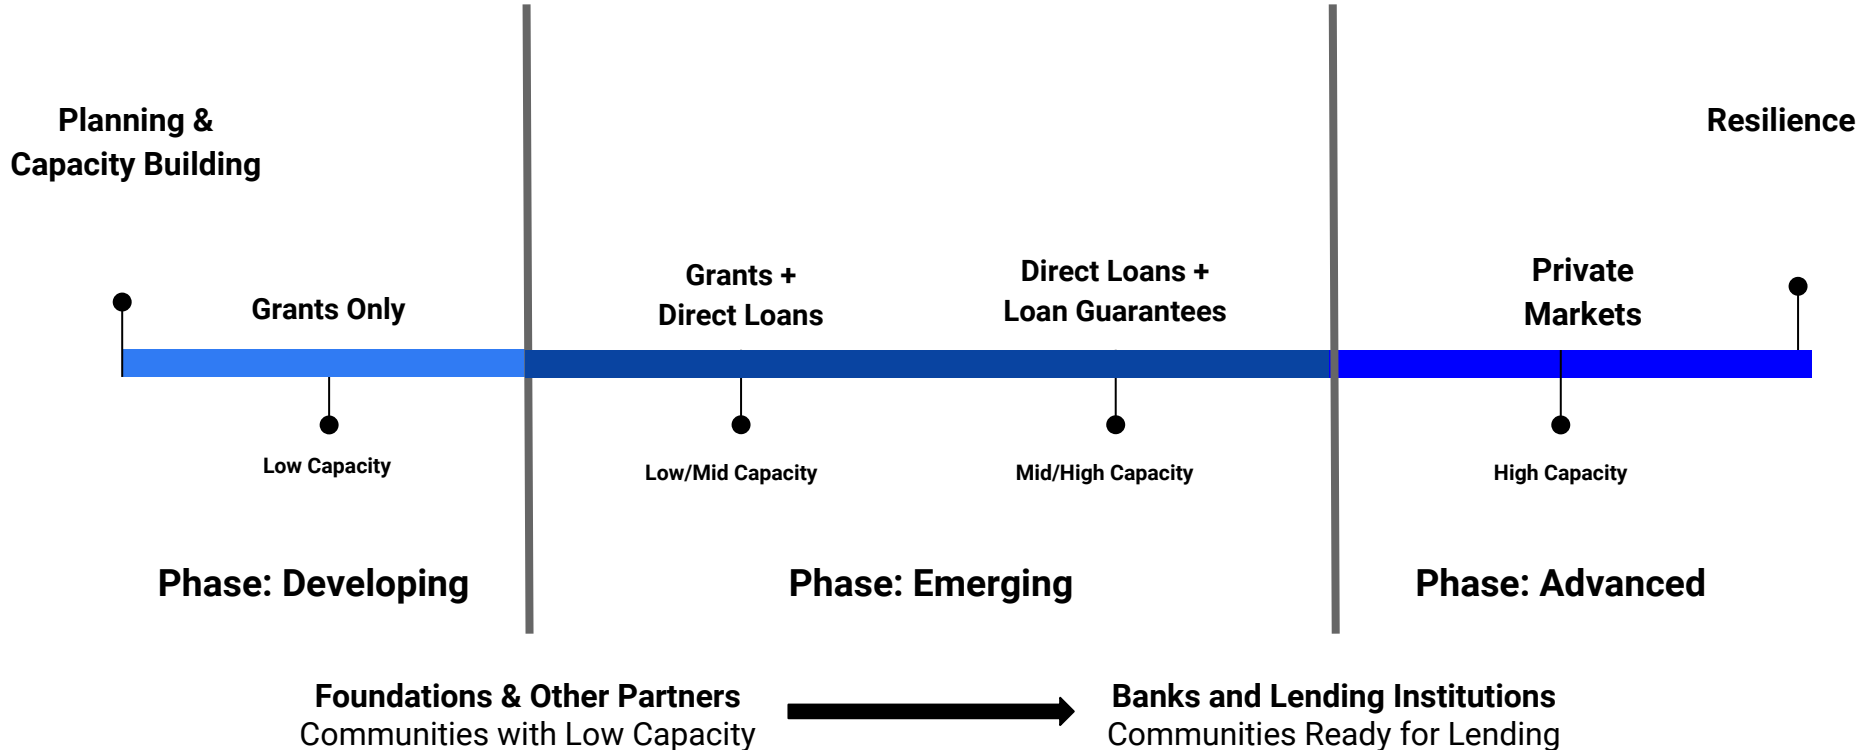 Planning &
Capacity Building
Resilience
Grants Only
Grants +
Direct Loans
Direct Loans +
Loan Guarantees
Private
Markets
Low Capacity
Low/Mid Capacity
Mid/High Capacity
High Capacity
Phase: Developing
Phase: Emerging
Phase: Advanced
Foundations & Other Partners
Communities with Low Capacity
Banks and Lending Institutions
Communities Ready for Lending